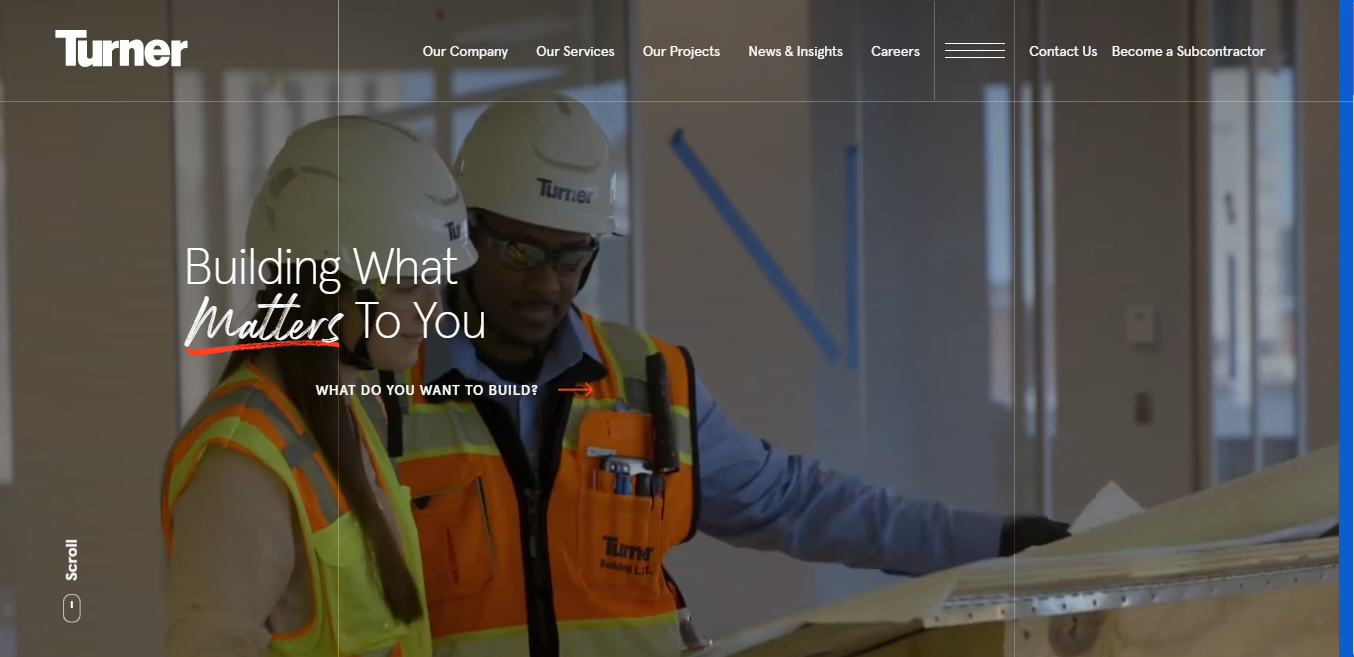 Turner
Our Company
Our Services
Our Projects
News & Insights
Careers
Contact Us
Become a Subcontractor
Turner
Tu
Building What
Matters To You
WHAT DO YOU WANT TO BUILD?
Turner
Building L.I.F.E.
Scroll